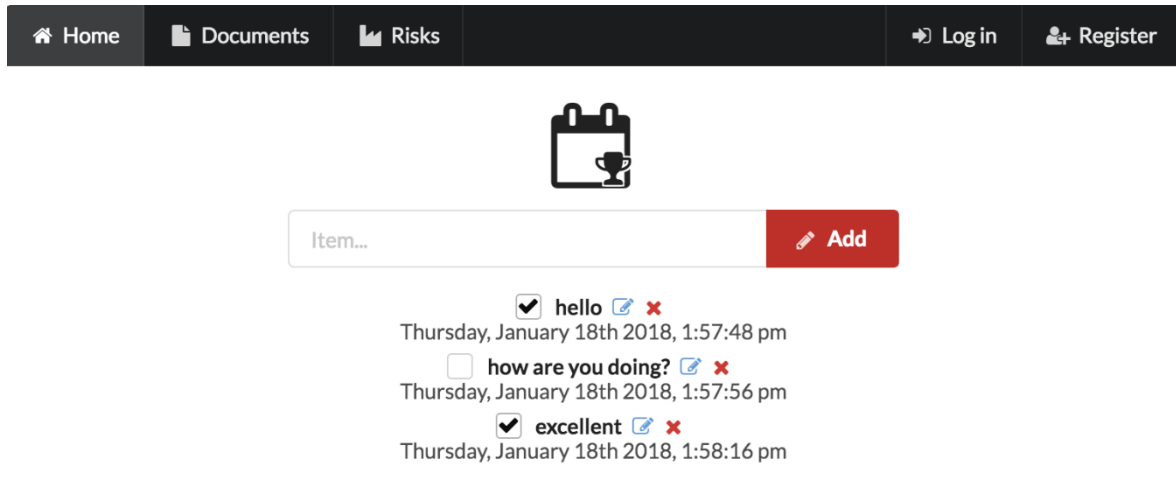 Home Documents Risks Log in Register
Item... Add
hello
Thursday, January 18th 2018, 1:57:48 pm
how are you doing?
Thursday, January 18th 2018, 1:57:56 pm
excellent
Thursday, January 18th 2018, 1:58:16 pm